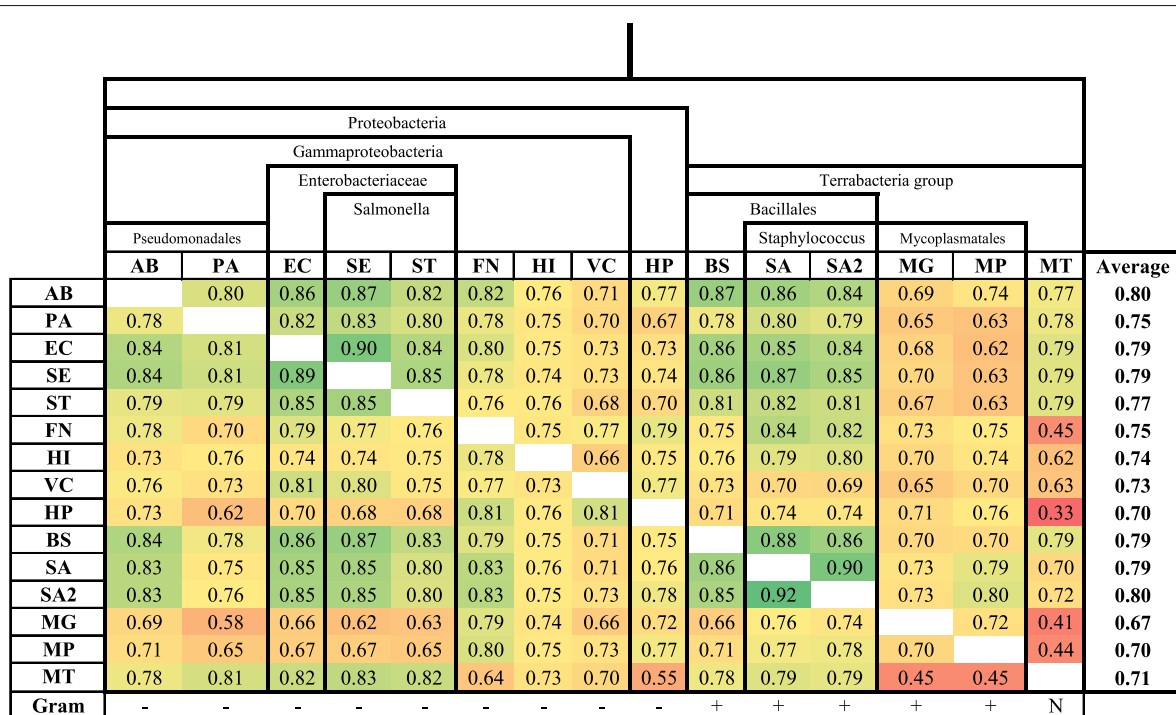 Proteobacteria
Gammaproteobacteria
Enterobacteriaceae Terrabacteria group
Salmonella Bacillales
Pseudomonadales Staphylococcus Mycoplasmatales
AB PA EC SE ST FN HI VC HP BS SA SA2 MG MP MT Average
AB 0.80 0.86 0.87 0.82 0.82 0.76 0.71 0.77 0.87 0.86 0.84 0.69 0.74 0.77 0.80
PA 0.78 0.82 0.83 0.80 0.78 0.75 0.70 0.67 0.78 0.80 0.79 0.65 0.63 0.78 0.75
EC 0.84 0.81 0.90 0.84 0.80 0.75 0.73 0.73 0.86 0.85 0.84 0.68 0.62 0.79 0.79
SE 0.84 0.81 0.89 0.85 0.78 0.74 0.73 0.74 0.86 0.87 0.85 0.70 0.63 0.79 0.79
ST 0.79 0.79 0.85 0.85 0.76 0.76 0.68 0.70 0.81 0.82 0.81 0.67 0.63 0.79 0.77
FN 0.78 0.70 0.79 0.77 0.76 0.75 0.77 0.79 0.75 0.84 0.82 0.73 0.75 0.45 0.75
HI 0.73 0.76 0.74 0.74 0.75 0.78 0.66 0.75 0.76 0.79 0.80 0.70 0.74 0.62 0.74
VC 0.76 0.73 0.81 0.80 0.75 0.77 0.73 0.77 0.73 0.70 0.69 0.65 0.70 0.63 0.73
HP 0.73 0.62 0.70 0.68 0.68 0.81 0.76 0.81 0.71 0.74 0.74 0.71 0.76 0.33 0.70
BS 0.84 0.78 0.86 0.87 0.83 0.79 0.75 0.71 0.75 0.88 0.86 0.70 0.70 0.79 0.79
SA 0.83 0.75 0.85 0.85 0.80 0.83 0.76 0.71 0.76 0.86 0.90 0.73 0.79 0.70 0.79
SA2 0.83 0.76 0.85 0.85 0.80 0.83 0.75 0.73 0.78 0.85 0.92 0.73 0.80 0.72 0.80
MG 0.69 0.58 0.66 0.62 0.63 0.79 0.74 0.66 0.72 0.66 0.76 0.74 0.72 0.41 0.67
MP 0.71 0.65 0.67 0.67 0.65 0.80 0.75 0.73 0.77 0.71 0.77 0.78 0.70 0.44 0.70
MT 0.78 0.81 0.82 0.83 0.82 0.64 0.73 0.70 0.55 0.78 0.79 0.79 0.45 0.45 0.71
Gram - - - - - - - - - + + + + + N